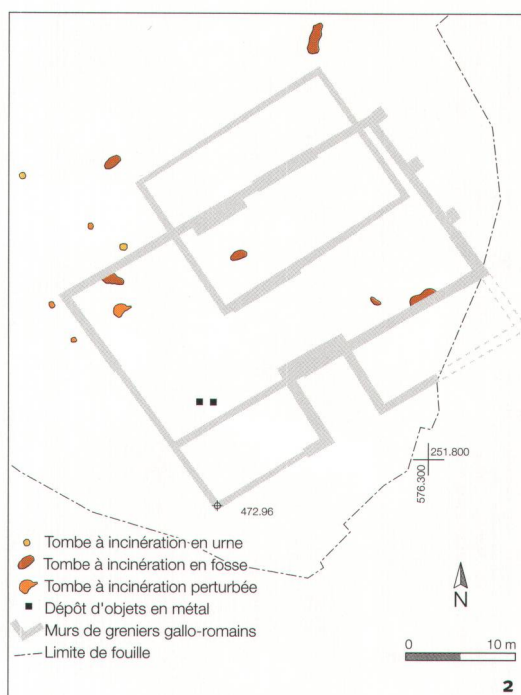 251.800
576.300
472.96
Tombe à incinération en urne
Tombe à incinération en fosse
Tombe à incinération perturbée
Dépôt d'objets en métal
Murs de greniers gallo-romains
Limite de fouille
N
0 10 m
2